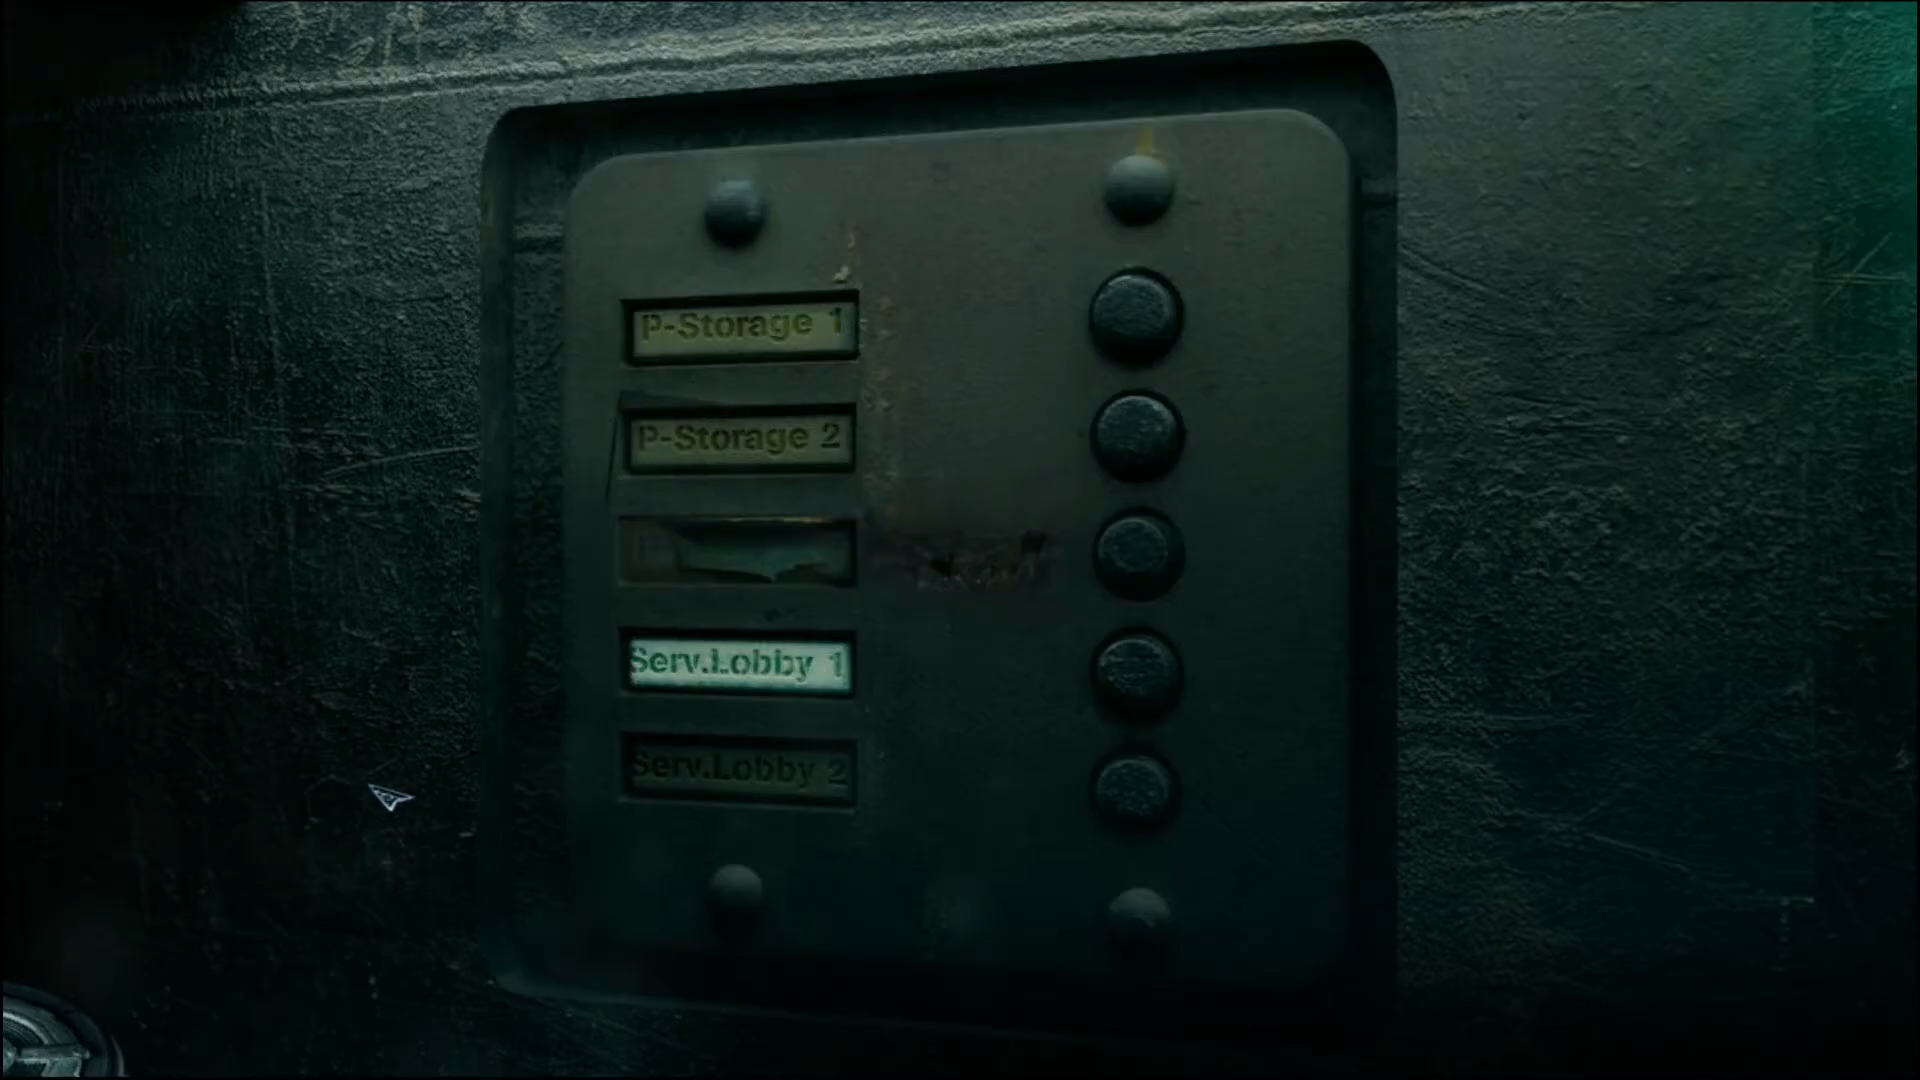 P-Storage 1
P-Storage 2
Serv.Lobby 1
Serv.Lobby 2